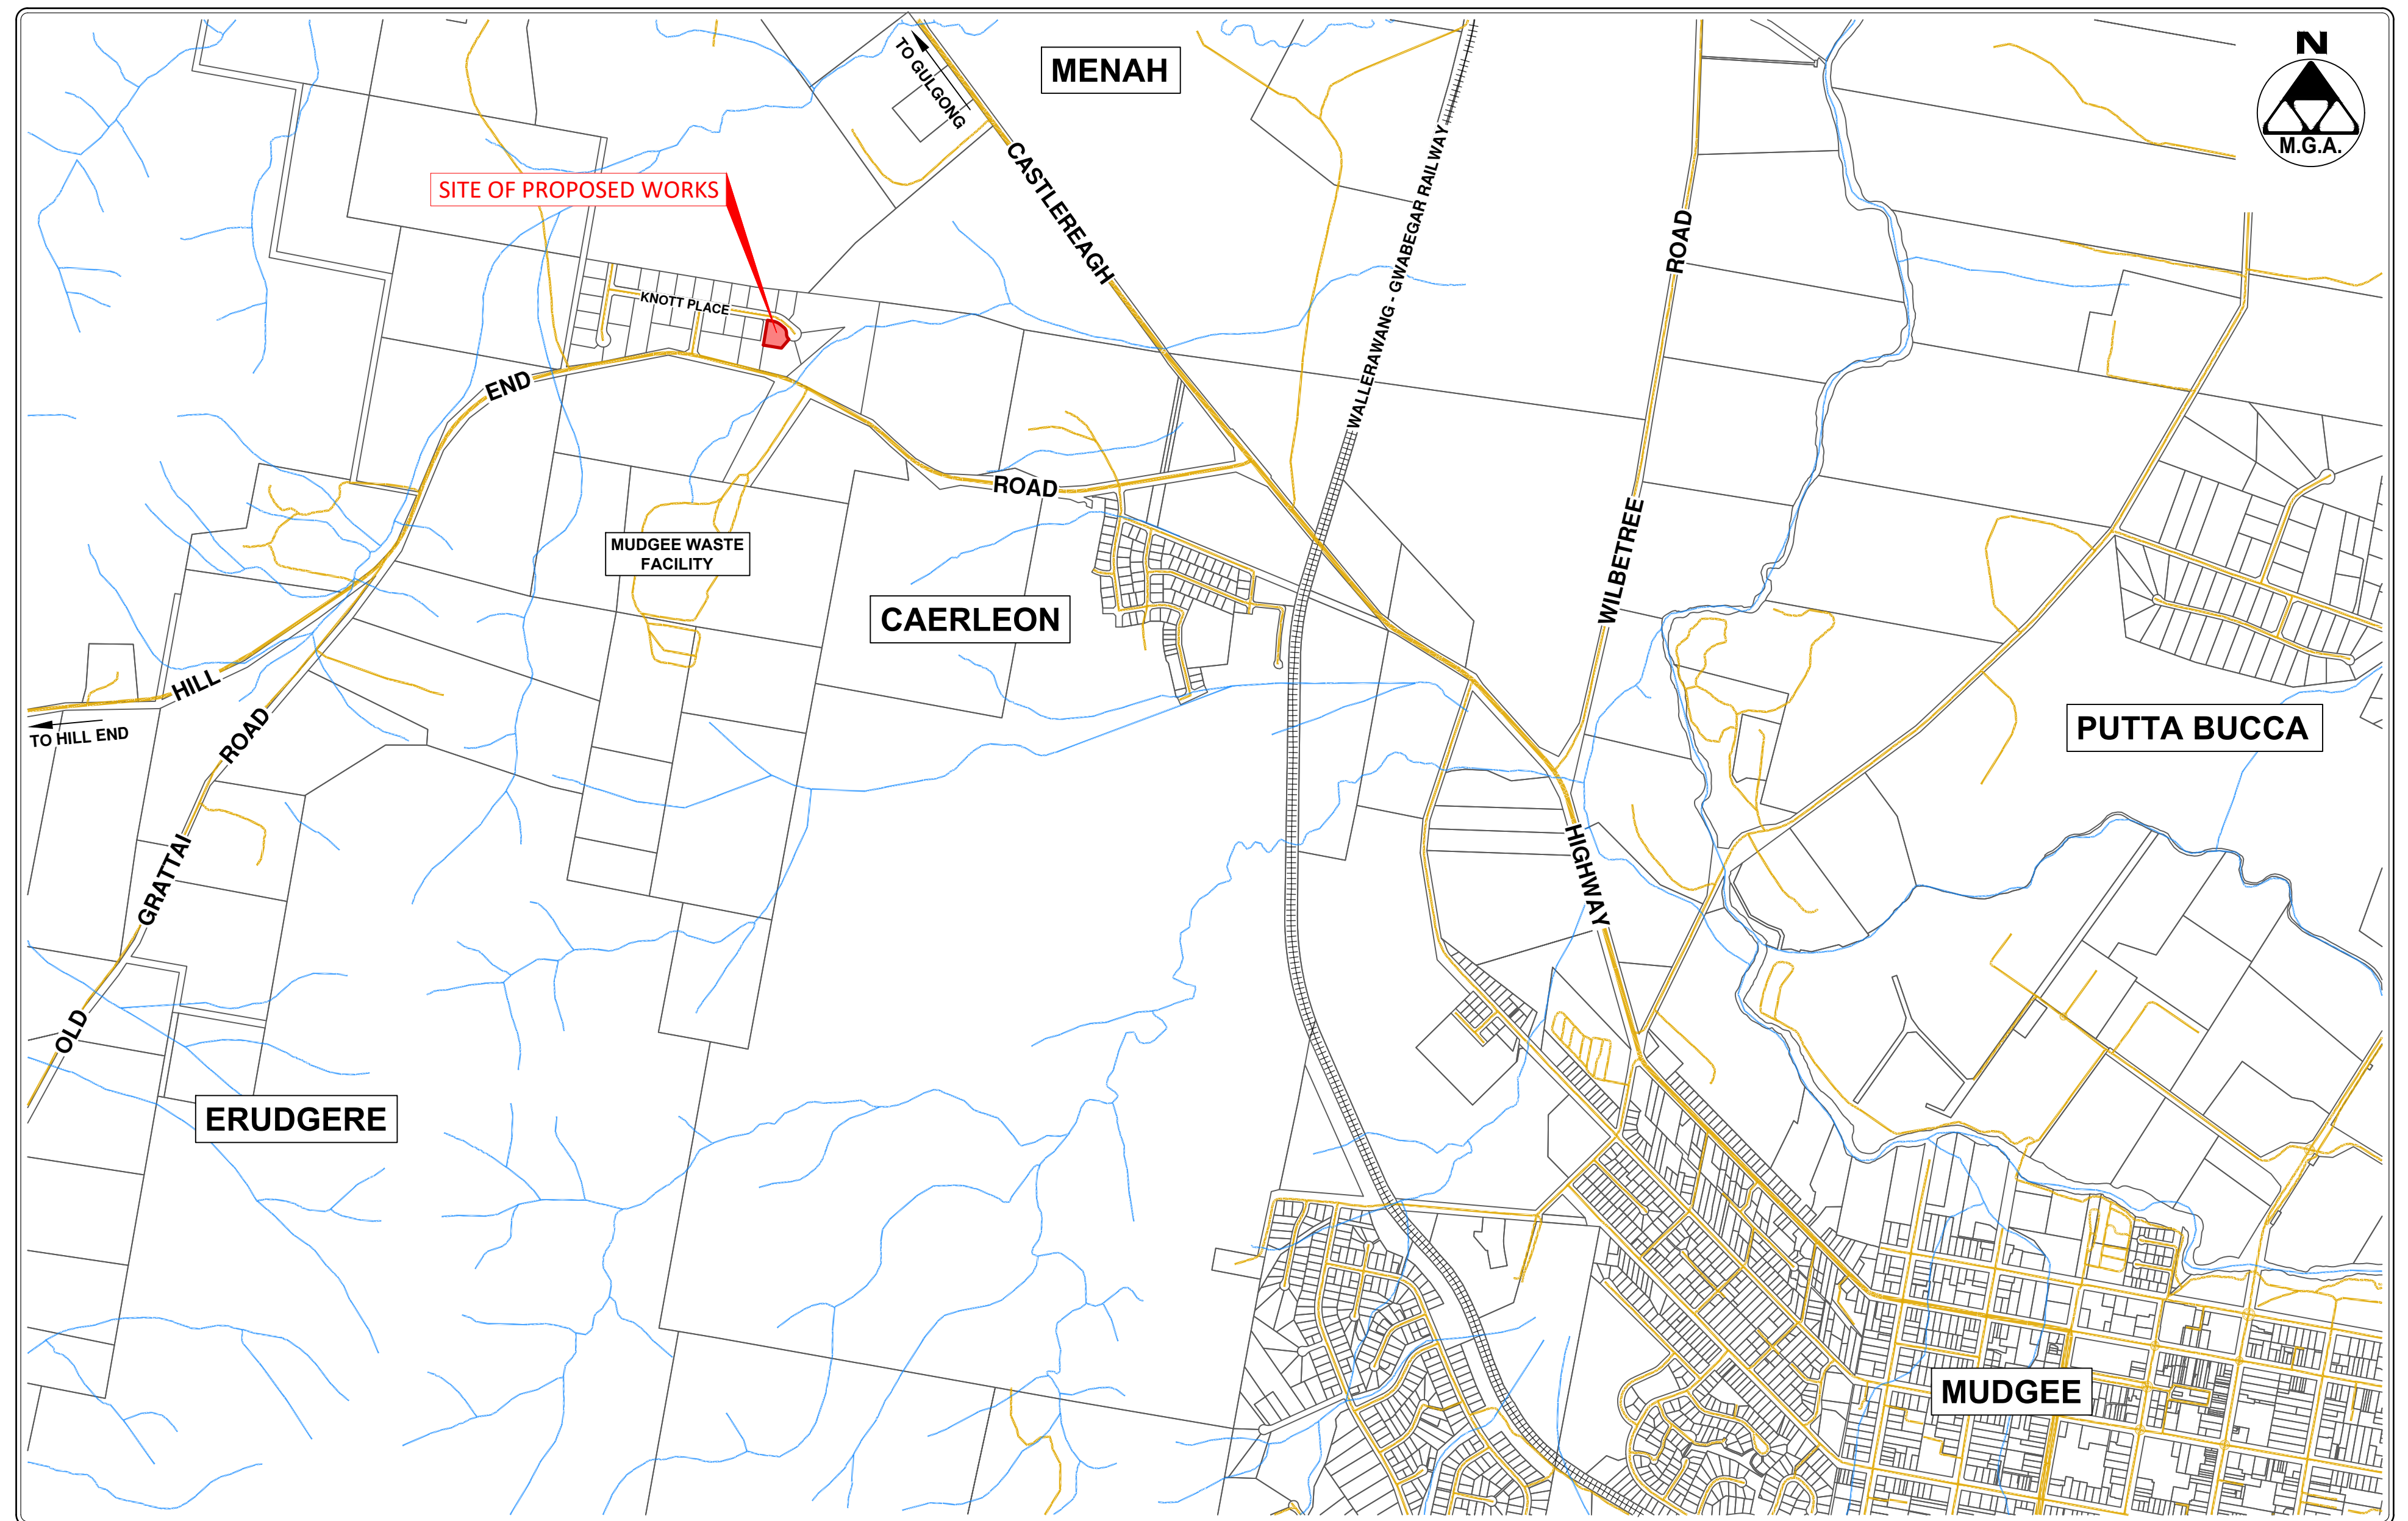 N
M.G.A.
MENAH
TO GULGONG
CASTLEREAGH
HIGHWAY
SITE OF PROPOSED WORKS
KNOTT PLACE
WALLERAWANG - GWABEGAR RAILWAY
WILBETREE
ROAD
HILL
END
ROAD
MUDGEE WASTE
FACILITY
CAERLEON
PUTTA BUCCA
TO HILL END
OLD
GRATTAI
ROAD
ERUDGERE
MUDGEE